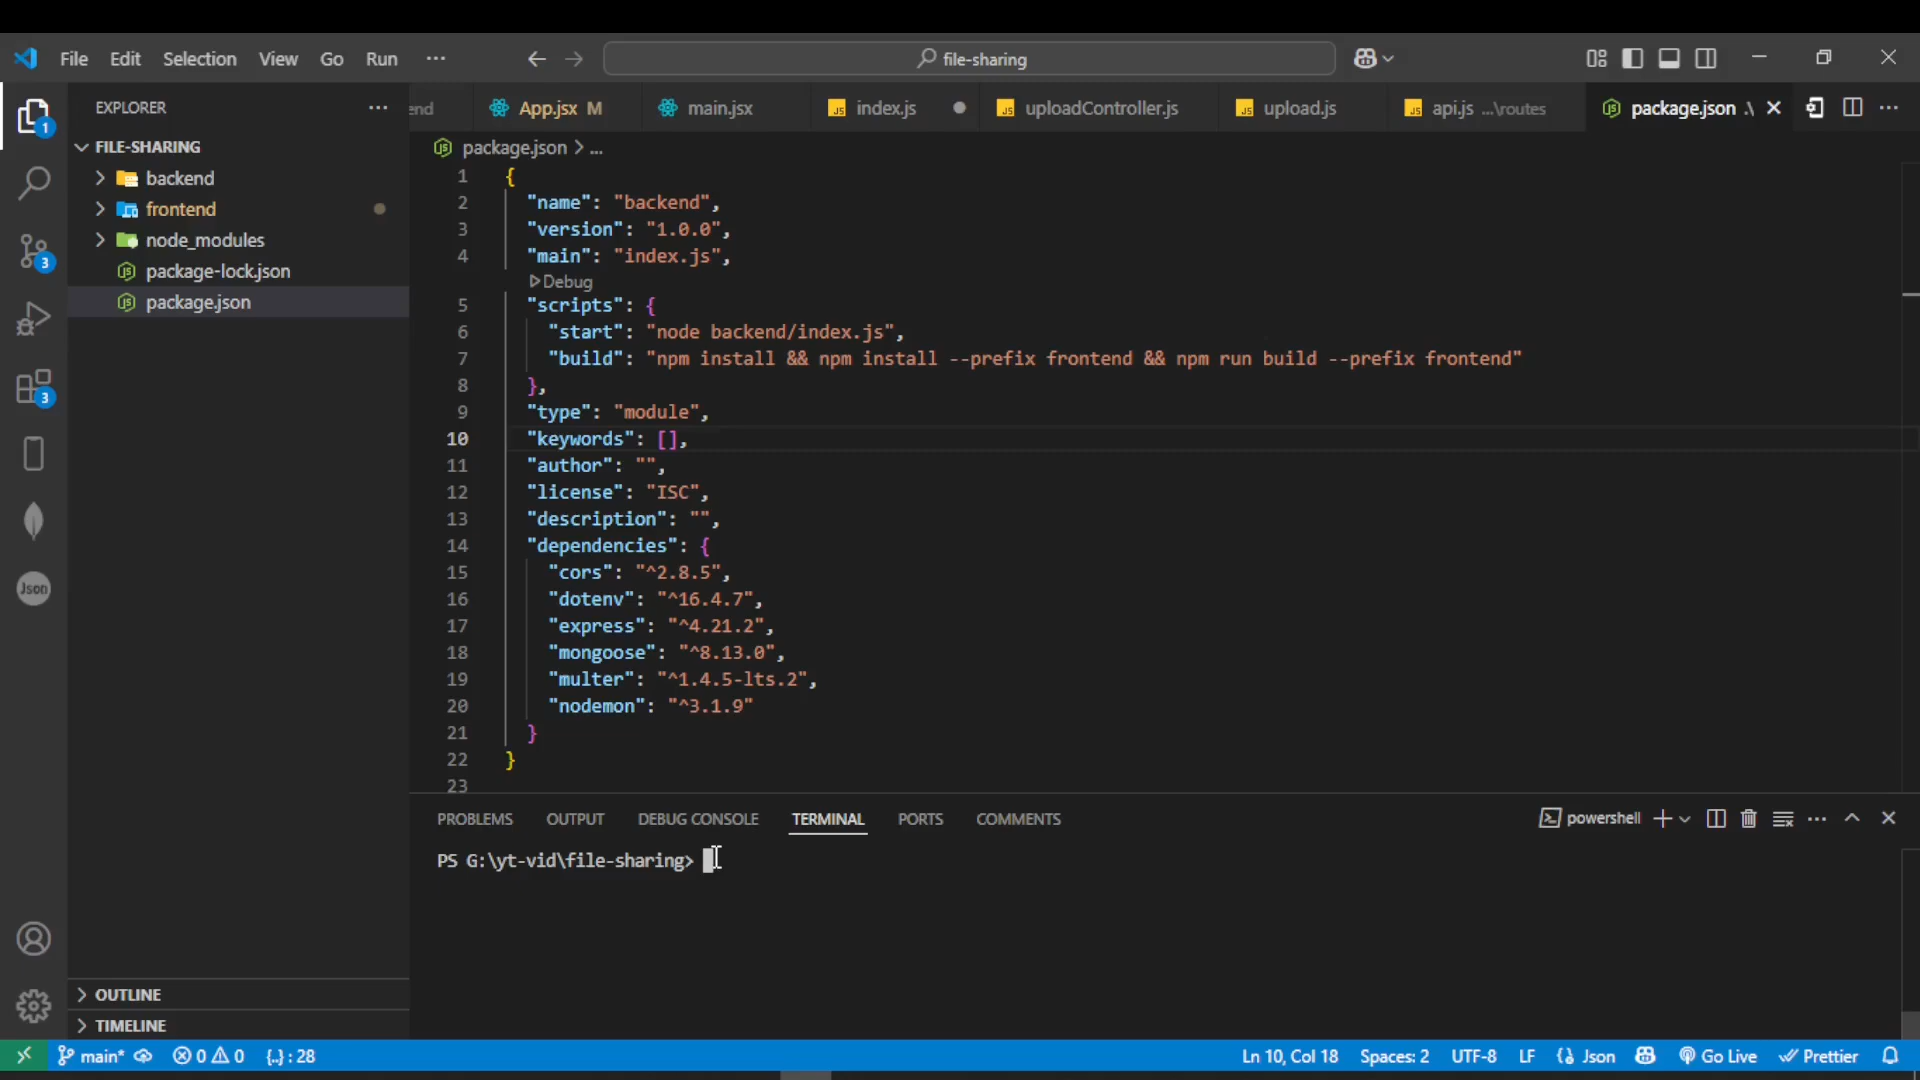 File Edit Selection View Go Run ··· file-sharing
EXPLORER ···
end App.jsx M main.jsx index.js uploadController.js upload.js api.js ...\routes package.json .\
FILE-SHARING
backend
frontend
node_modules
package-lock.json
package.json
package.json > ...
1 {
2 "name": "backend",
3 "version": "1.0.0",
4 "main": "index.js",
Debug
5 "scripts": {
6 "start": "node backend/index.js",
7 "build": "npm install && npm install --prefix frontend && npm run build --prefix frontend"
8 },
9 "type": "module",
10 "keywords": [],
11 "author": "",
12 "license": "ISC",
13 "description": "",
14 "dependencies": {
15 "cors": "^2.8.5",
16 "dotenv": "^16.4.7",
17 "express": "^4.21.2",
18 "mongoose": "^8.13.0",
19 "multer": "^1.4.5-lts.2",
20 "nodemon": "^3.1.9"
21 }
22 }
23
1
3
3
Json
PROBLEMS OUTPUT DEBUG CONSOLE TERMINAL PORTS COMMENTS powershell
PS G:\yt-vid\file-sharing>
OUTLINE
TIMELINE
main* 0 0 {..} : 28 Ln 10, Col 18 Spaces: 2 UTF-8 LF Json Go Live Prettier